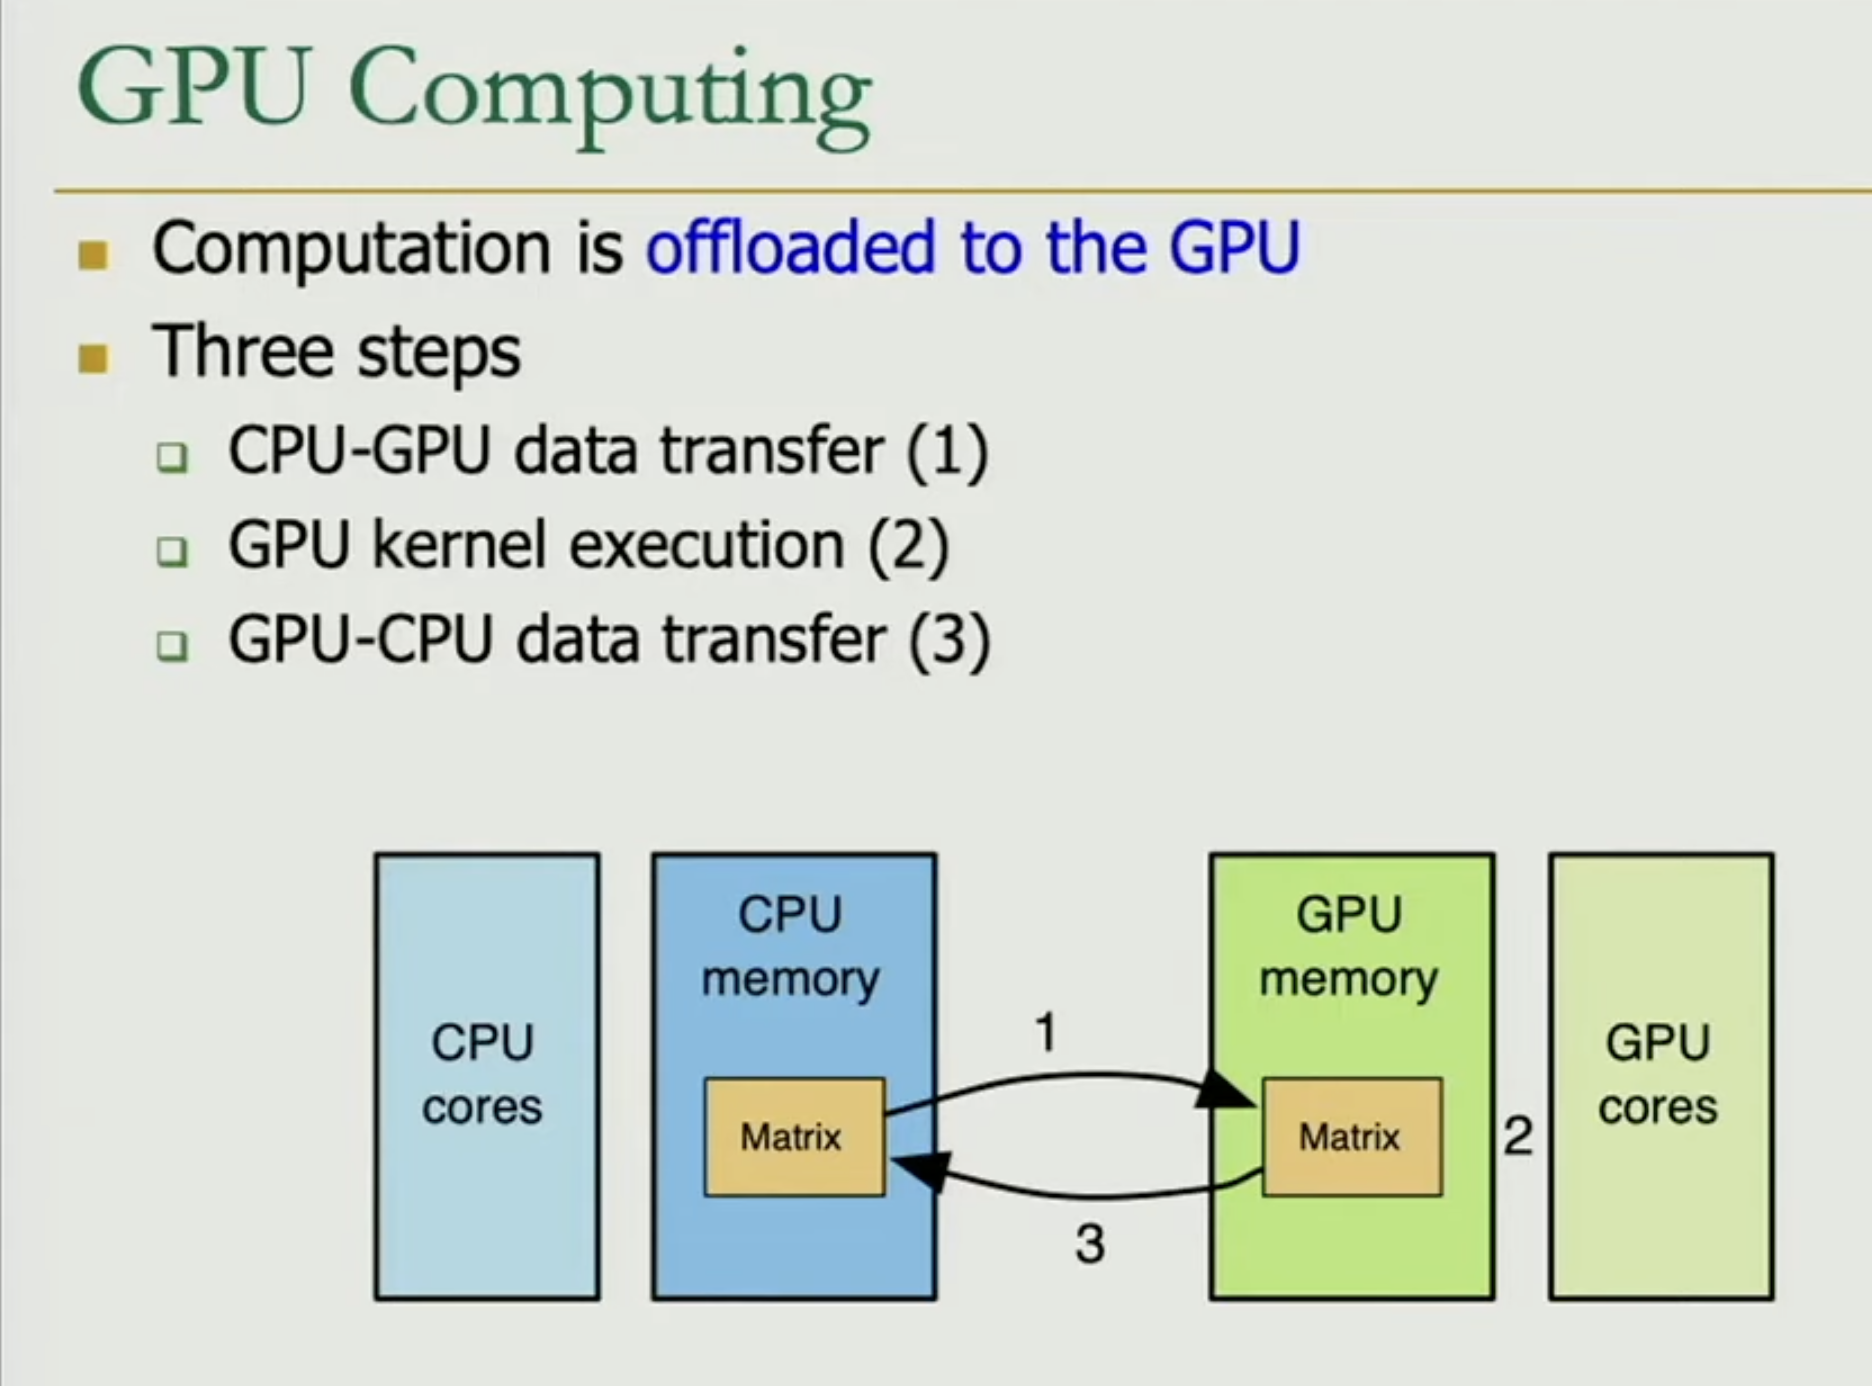 GPU Computing
Computation is offloaded to the GPU
Three steps
CPU-GPU data transfer (1)
GPU kernel execution (2)
GPU-CPU data transfer (3)
CPU
cores
CPU
memory
Matrix
1
3
GPU
memory
Matrix
2
GPU
cores